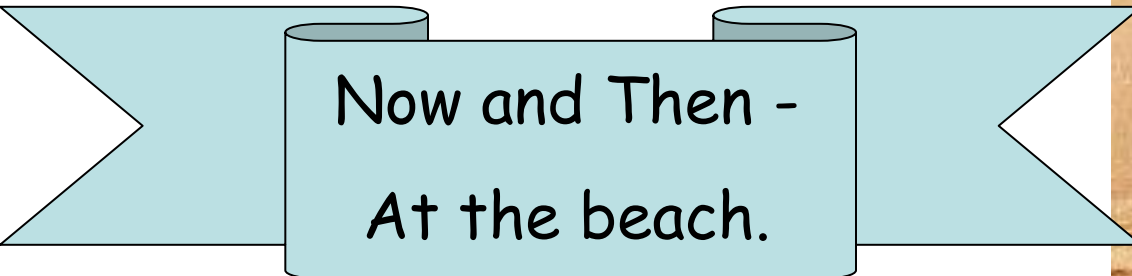 Now and Then -
At the beach.